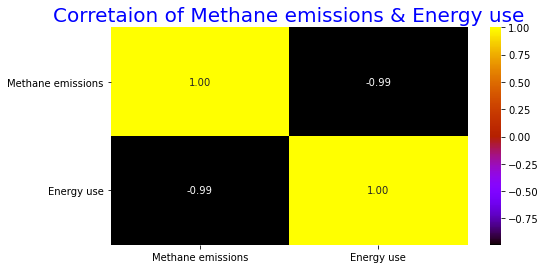 Corretaion of Methane emissions & Energy use
Methane emissions
1.00
-0.99
Energy use
-0.99
1.00
Methane emissions
Energy use
1.00
0.75
0.50
0.25
0.00
−0.25
−0.50
−0.75